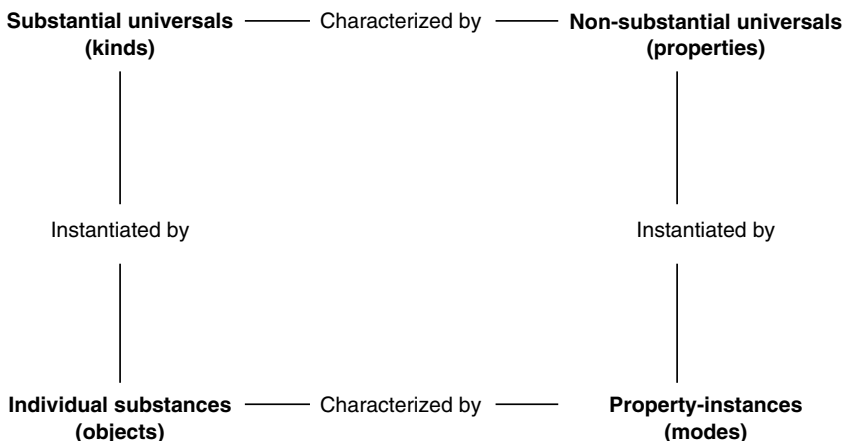 Substantial universals Characterized by Non-substantial universals
(kinds) (properties)
Instantiated by Instantiated by
Individual substances Characterized by Property-instances
(objects) (modes)